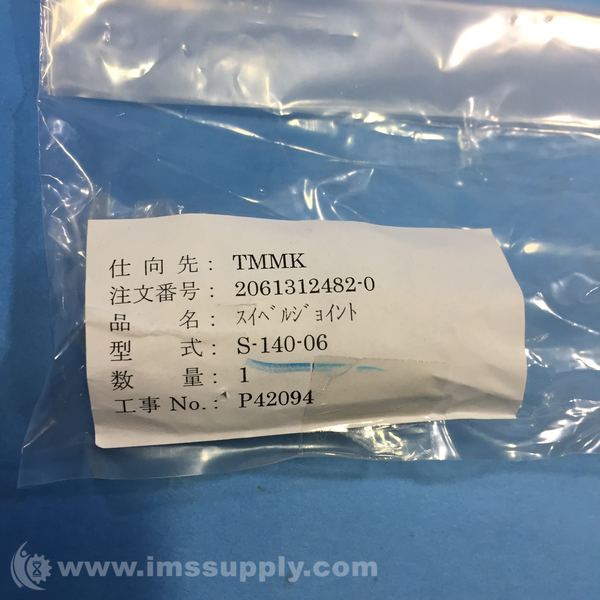 仕 向 先 : TMMK
注文番号 : 2061312482-0
品 名 : ｽｲﾍﾞﾙｼﾞｮｲﾝﾄ
型 式 : S-140-06
数 量 : 1
工事 No. : P42094
www.imssupply.com